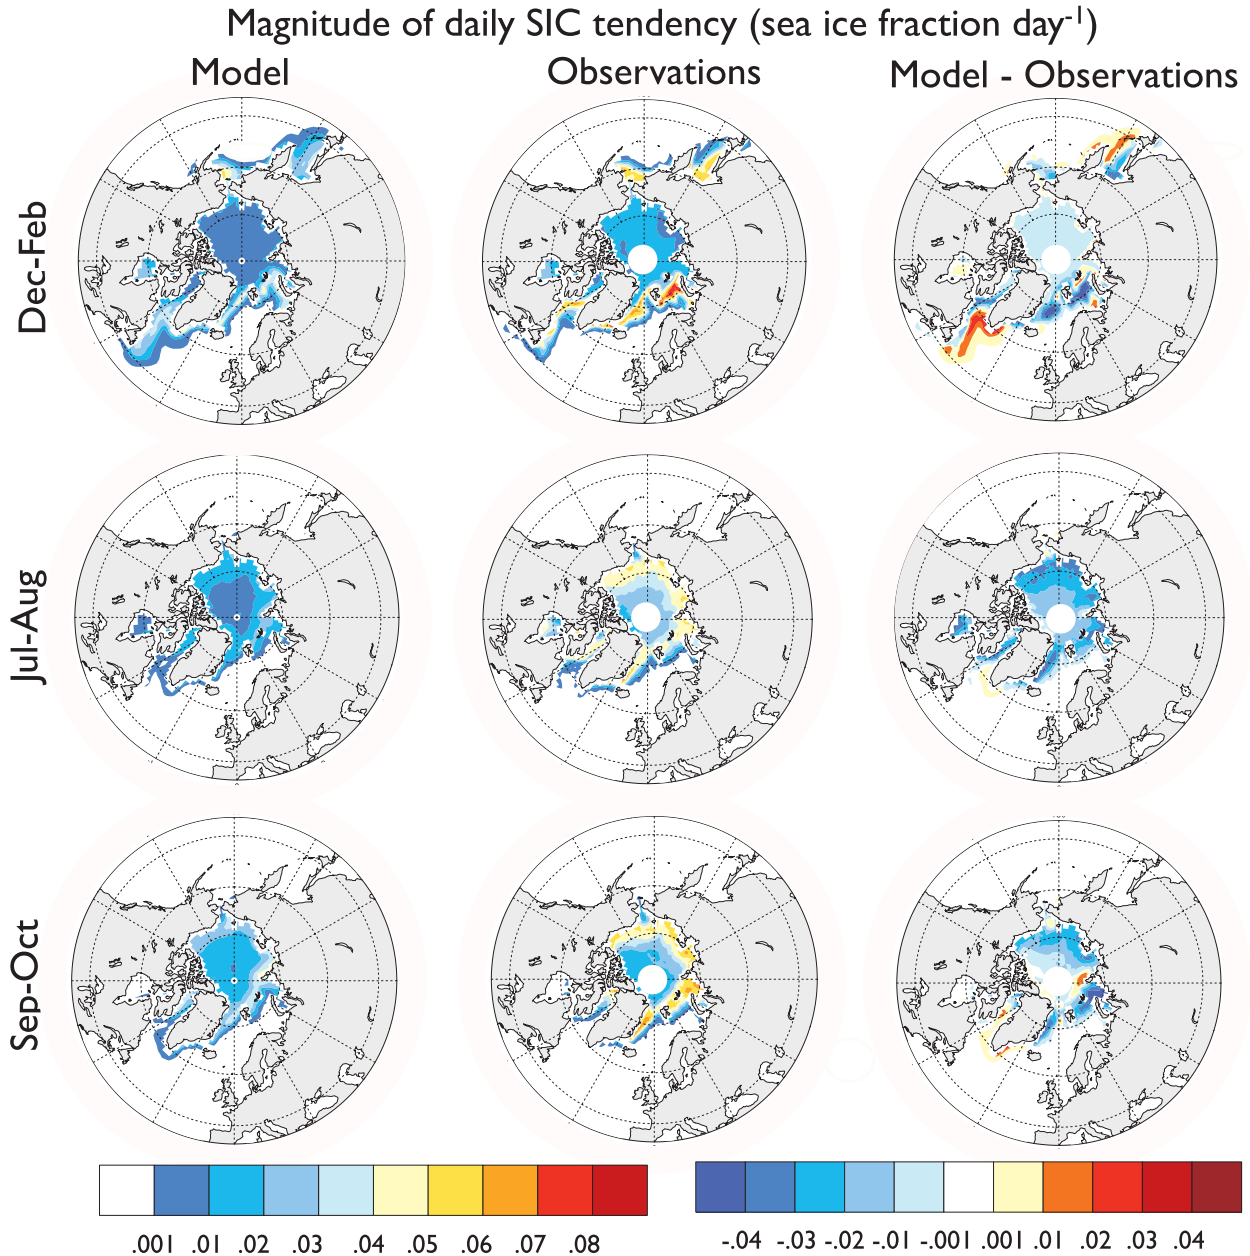 Magnitude of daily SIC tendency (sea ice fraction day-1)
Model Observations Model - Observations
Dec-Feb
Jul-Aug
Sep-Oct
.001 .01 .02 .03 .04 .05 .06 .07 .08
-.04 -.03 -.02 -.01 -.001 .001 .01 .02 .03 .04